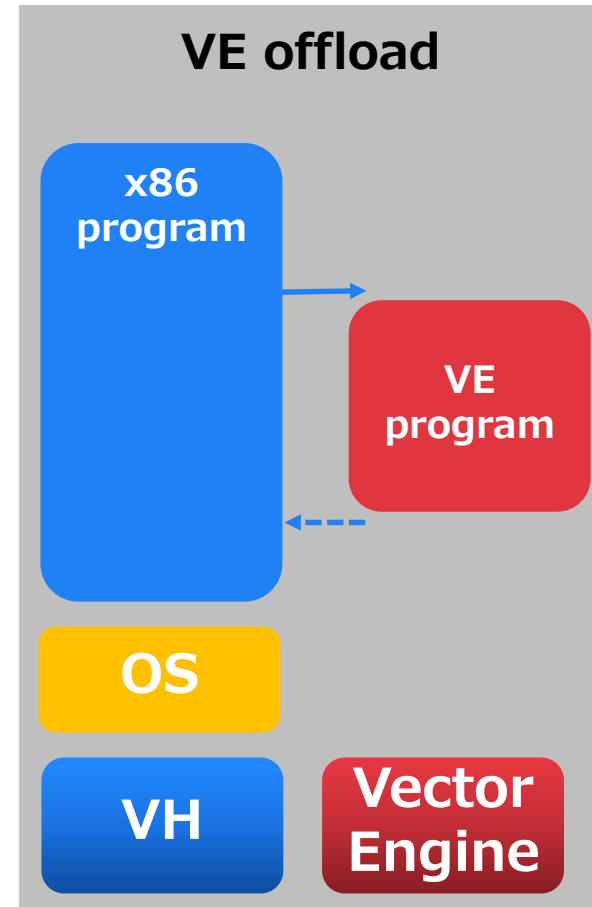 VE offload
x86
program
VE
program
OS
VH
Vector
Engine